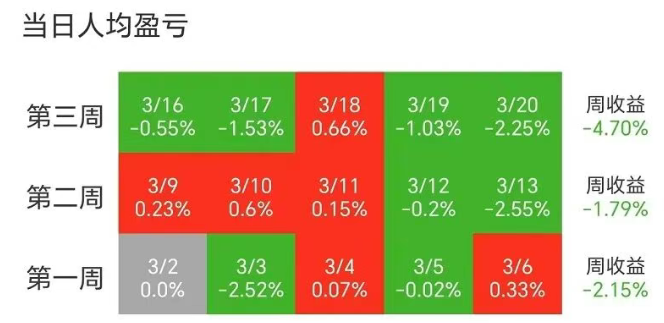 当日人均盈亏
第三周 3/16 3/17 3/18 3/19 3/20 周收益
-0.55% -1.53% 0.66% -1.03% -2.25% -4.70%
第二周 3/9 3/10 3/11 3/12 3/13 周收益
0.23% 0.6% 0.15% -0.2% -2.55% -1.79%
第一周 3/2 3/3 3/4 3/5 3/6 周收益
0.0% -2.52% 0.07% -0.02% 0.33% -2.15%